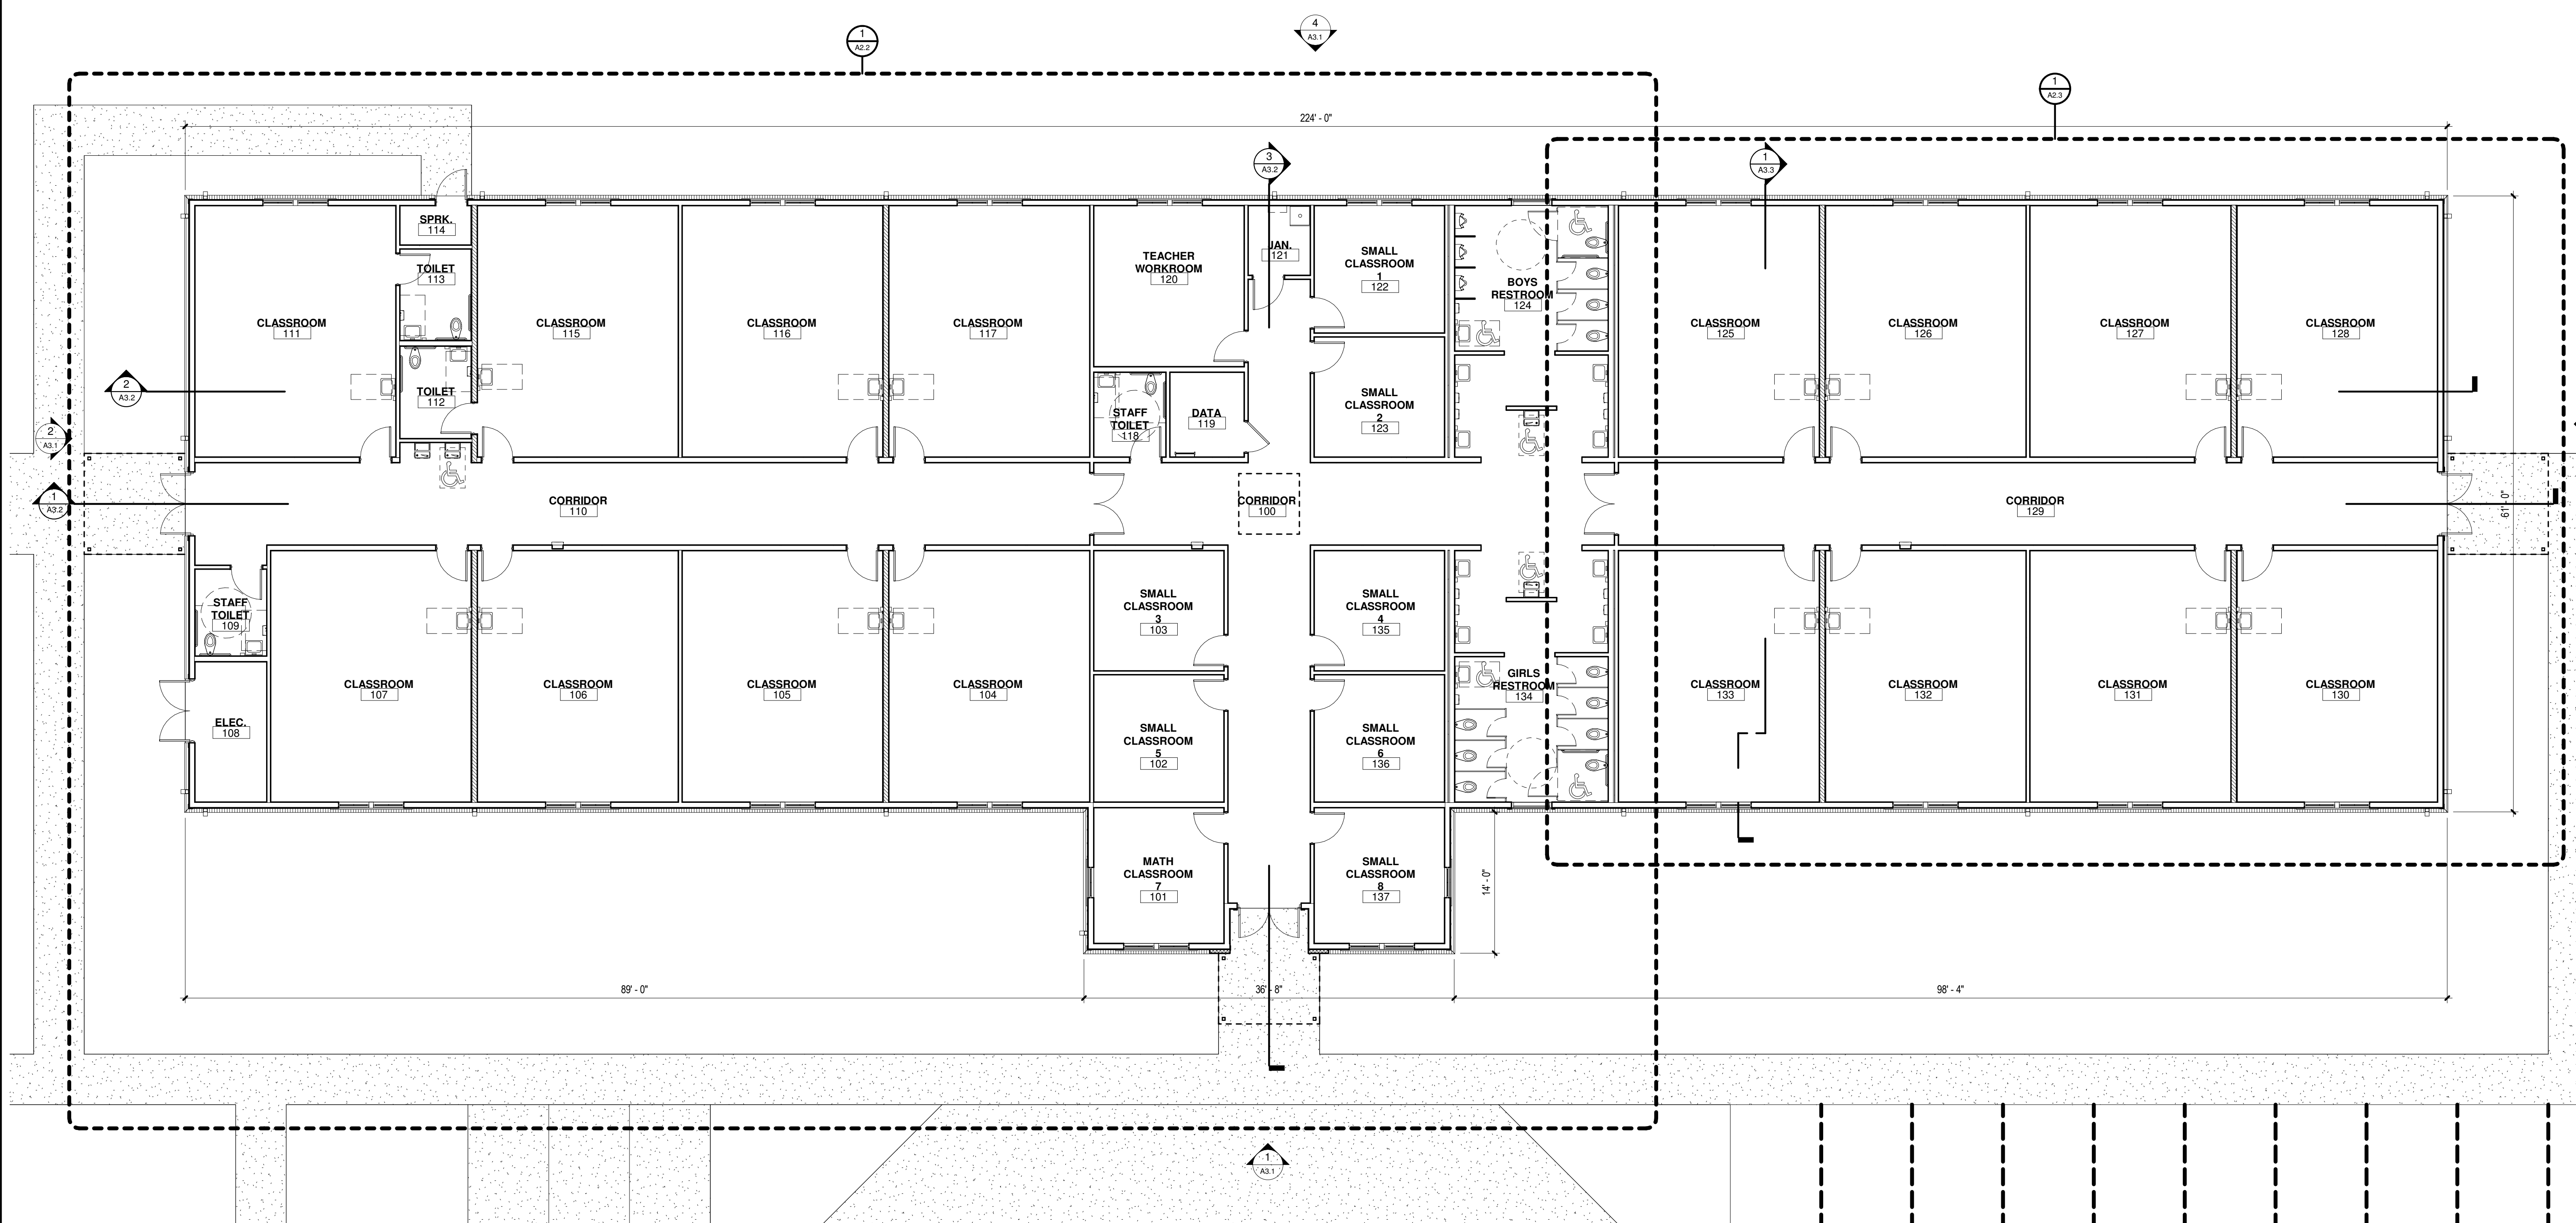 4
A3.1
1
A2.2
1
A2.3
224' - 0"
3
A3.2
1
A3.3
SPRK.
114
TOILET
113
CLASSROOM
111
CLASSROOM
115
CLASSROOM
116
CLASSROOM
117
TEACHER
WORKROOM
120
JAN.
121
SMALL
CLASSROOM
1
122
BOYS
RESTROOM
124
CLASSROOM
125
CLASSROOM
126
CLASSROOM
127
CLASSROOM
128
2
A3.2
TOILET
112
STAFF
TOILET
118
DATA
119
SMALL
CLASSROOM
2
123
2
A3.1
1
A3.2
CORRIDOR
110
CORRIDOR
100
CORRIDOR
129
61' - 0"
STAFF
TOILET
109
SMALL
CLASSROOM
3
103
SMALL
CLASSROOM
4
135
ELEC.
108
CLASSROOM
107
CLASSROOM
106
CLASSROOM
105
CLASSROOM
104
SMALL
CLASSROOM
5
102
SMALL
CLASSROOM
6
136
GIRLS
RESTROOM
134
CLASSROOM
133
CLASSROOM
132
CLASSROOM
131
CLASSROOM
130
MATH
CLASSROOM
7
101
SMALL
CLASSROOM
8
137
14' - 0"
89' - 0"
36' - 8"
98' - 4"
1
A3.1